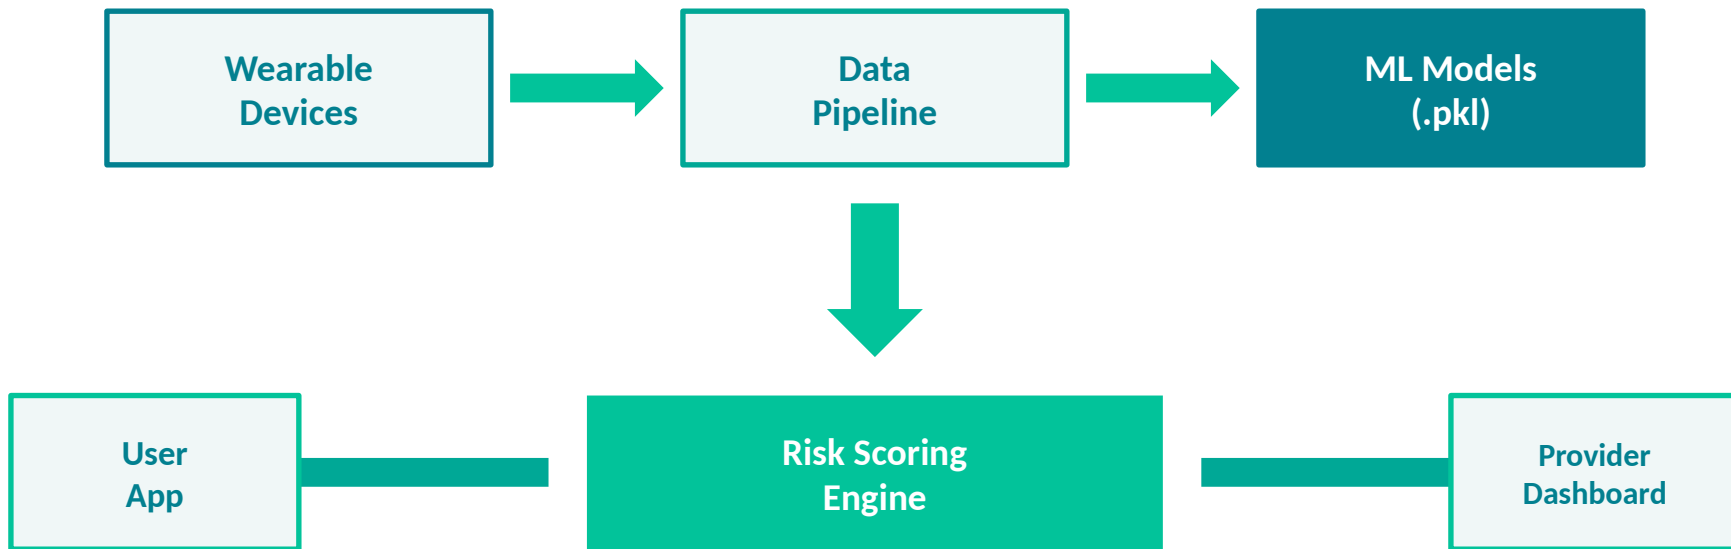 Wearable
Devices
Data
Pipeline
ML Models
(.pkl)
User
App
Risk Scoring
Engine
Provider
Dashboard